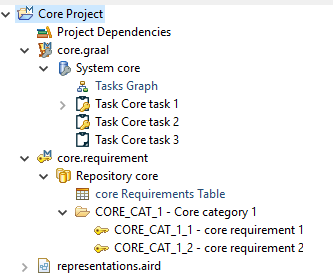 Core Project
Project Dependencies
core.graal
System core
Tasks Graph
Task Core task 1
Task Core task 2
Task Core task 3
core.requirement
Repository core
core Requirements Table
CORE_CAT_1 - Core category 1
CORE_CAT_1_1 - core requirement 1
CORE_CAT_1_2 - core requirement 2
representations.aird